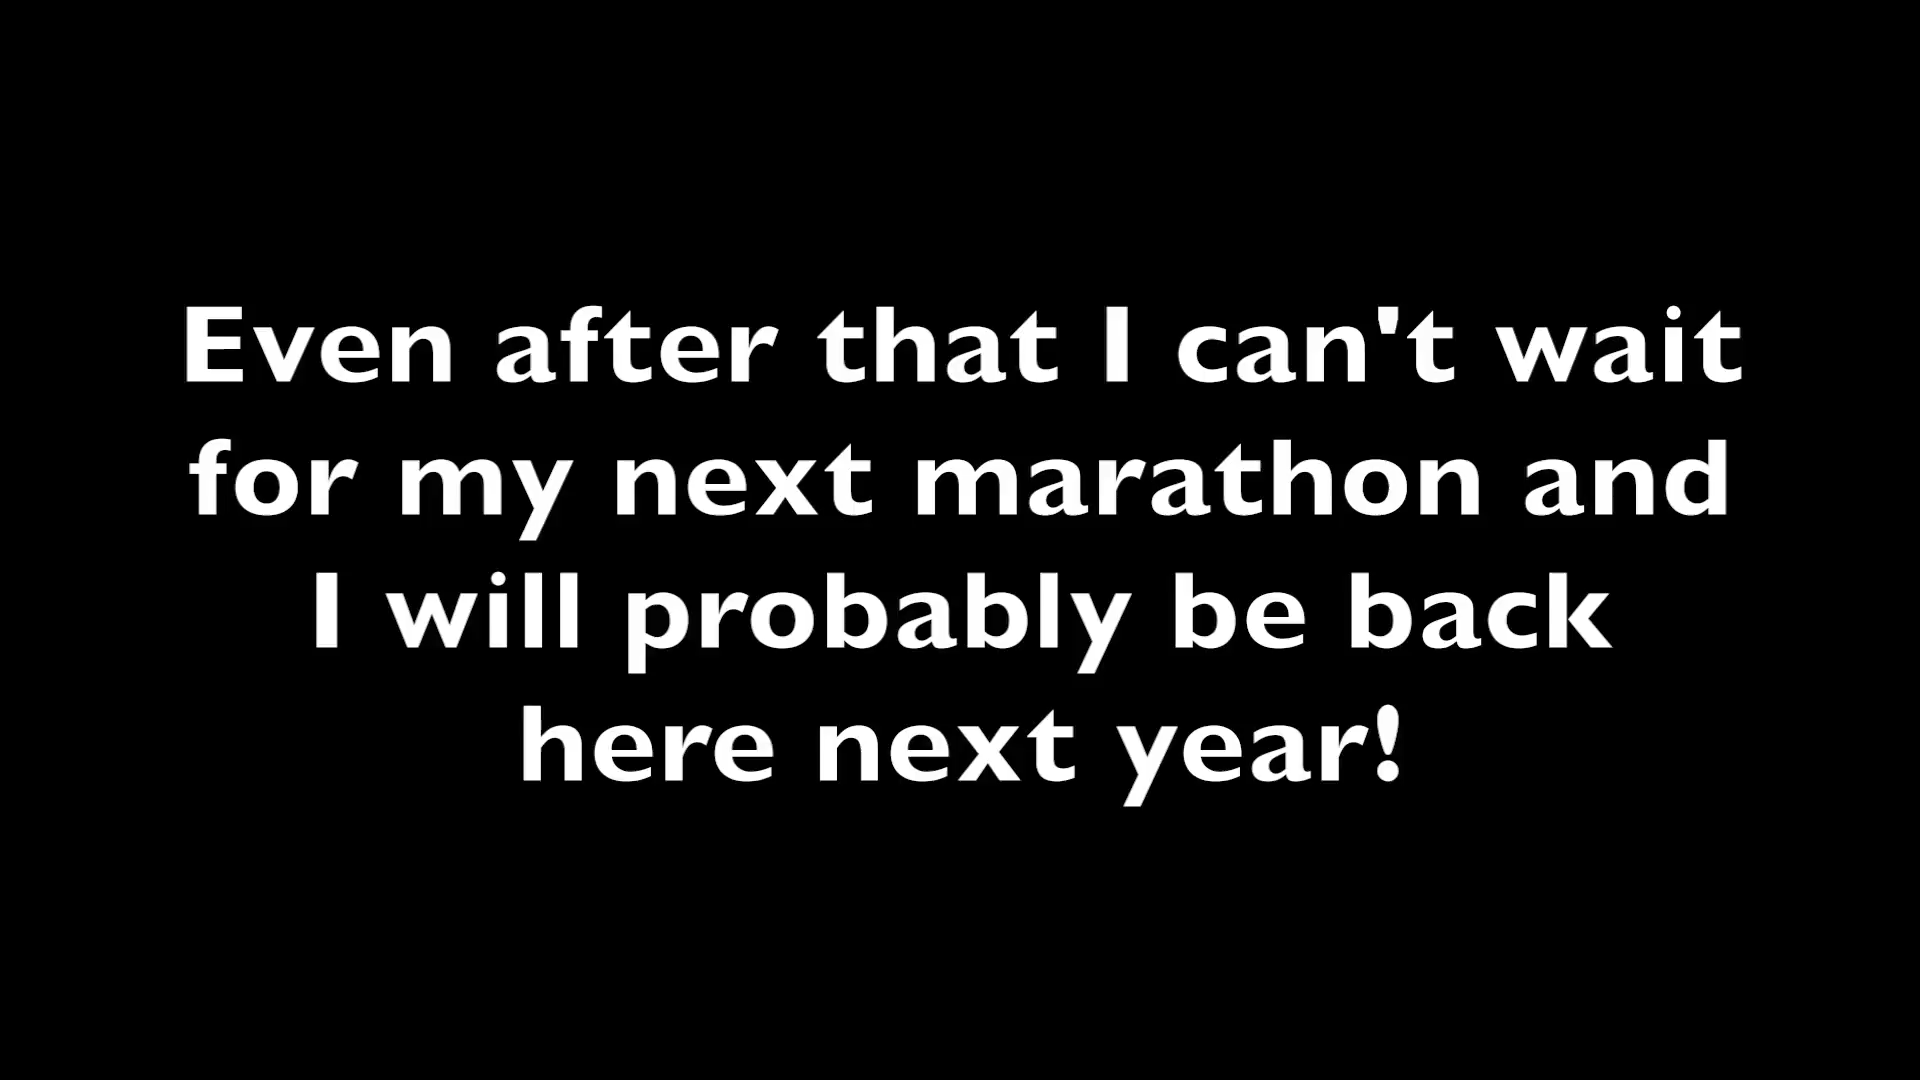 Even after that I can't wait
for my next marathon and
I will probably be back
here next year!